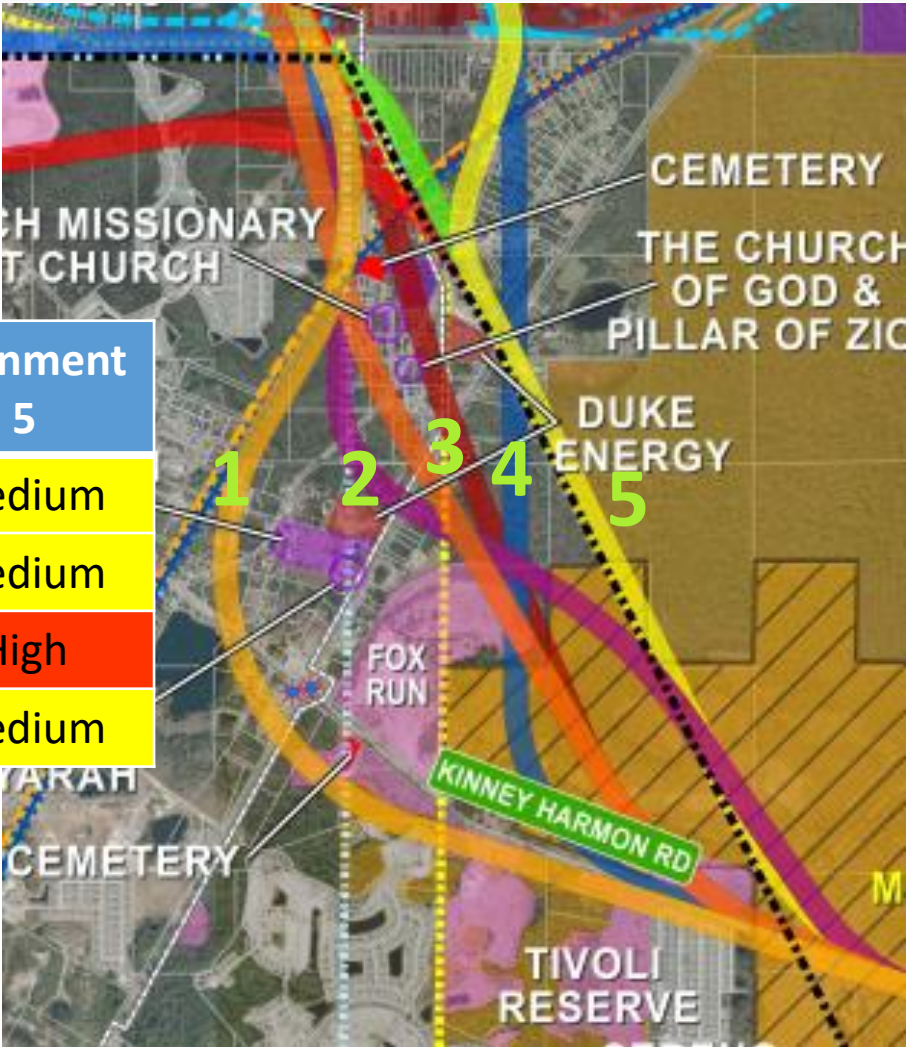 CEMETERY
CH MISSIONARY
T CHURCH
THE CHURCH
OF GOD &
PILLAR OF ZIO
nment
5
DUKE
ENERGY
1
2
3
4
5
edium
edium
High
edium
FOX
RUN
YARAH
KINNEY HARMON RD
CEMETERY
M
TIVOLI
RESERVE